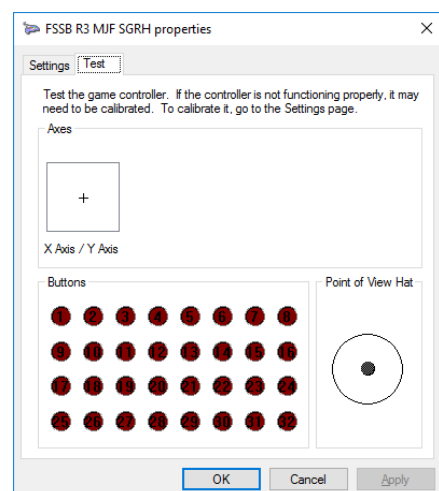 FSSB R3 MJF SGRH properties
Settings Test
Test the game controller. If the controller is not functioning properly, it may
need to be calibrated. To calibrate it, go to the Settings page.
Axes
X Axis / Y Axis
Buttons
1 2 3 4 5 6 7 8
9 10 11 12 13 14 15 16
17 18 19 20 21 22 23 24
25 26 27 28 29 30 31 32
Point of View Hat
OK Cancel Apply